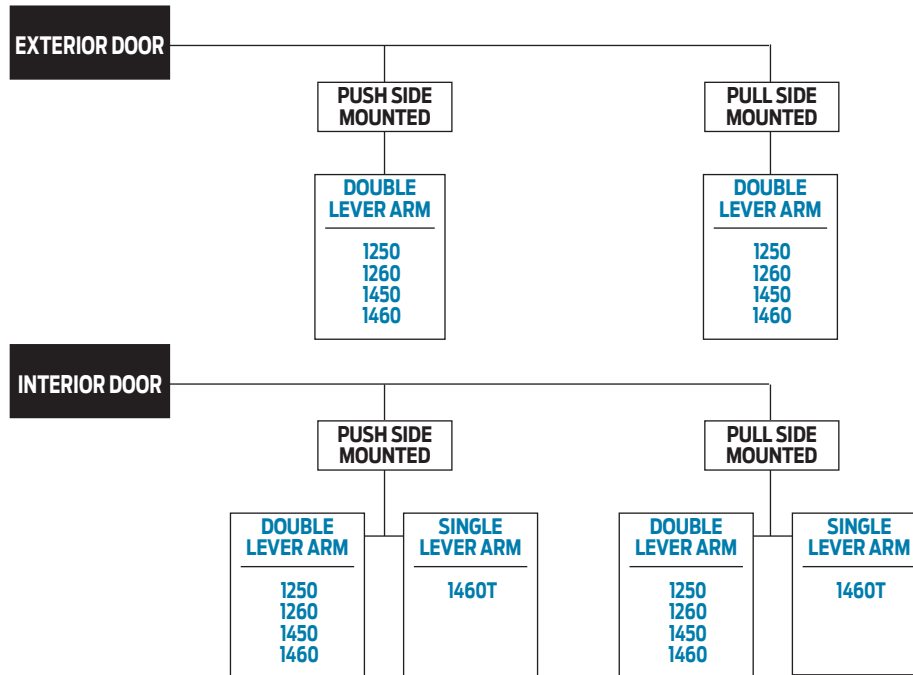 EXTERIOR DOOR
PUSH SIDE
MOUNTED
DOUBLE
LEVER ARM
1250
1260
1450
1460
PULL SIDE
MOUNTED
DOUBLE
LEVER ARM
1250
1260
1450
1460
INTERIOR DOOR
PUSH SIDE
MOUNTED
DOUBLE
LEVER ARM
1250
1260
1450
1460
SINGLE
LEVER ARM
1460T
PULL SIDE
MOUNTED
DOUBLE
LEVER ARM
1250
1260
1450
1460
SINGLE
LEVER ARM
1460T